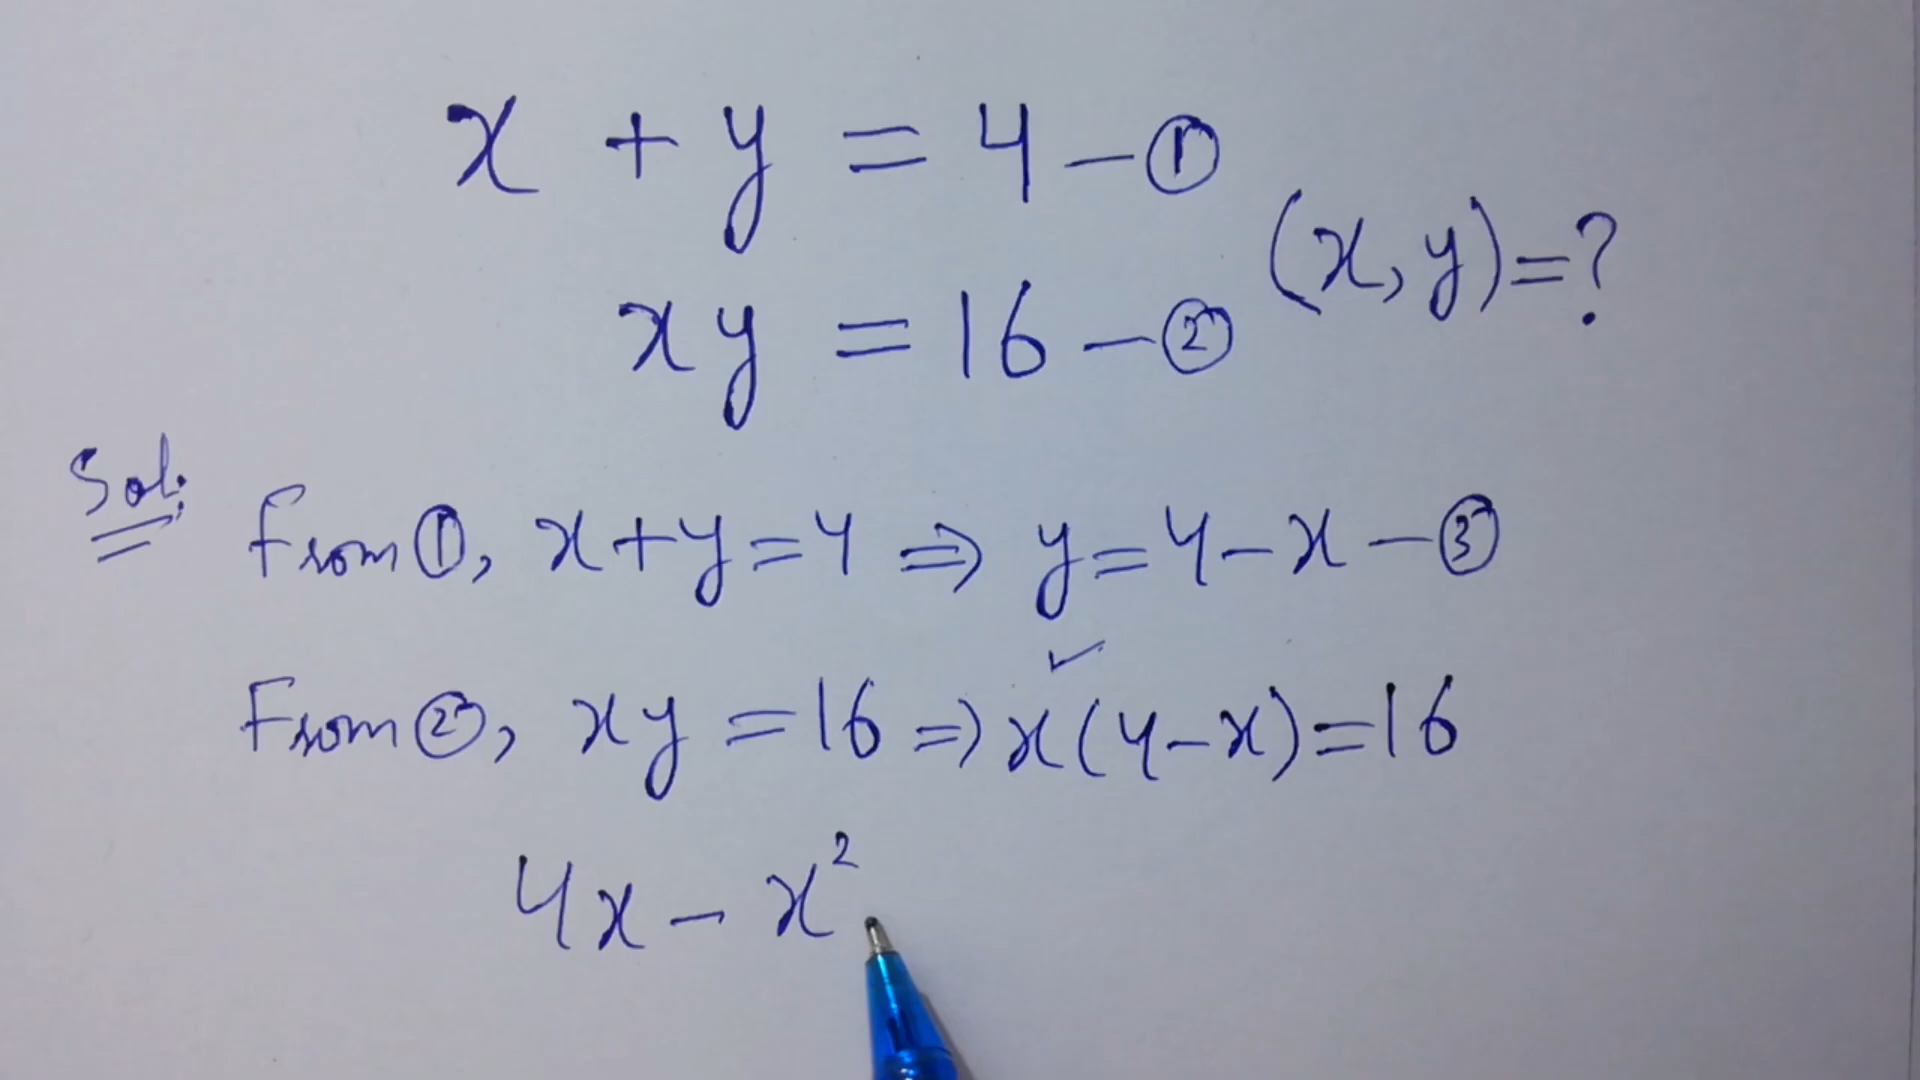 x + y = 4 - ①
xy = 16 - ②
(x, y) = ?
Sol:
From ①, x + y = 4 ⇒ y = 4 - x - ③
From ②, xy = 16 ⇒ x(4 - x) = 16
4x - x²